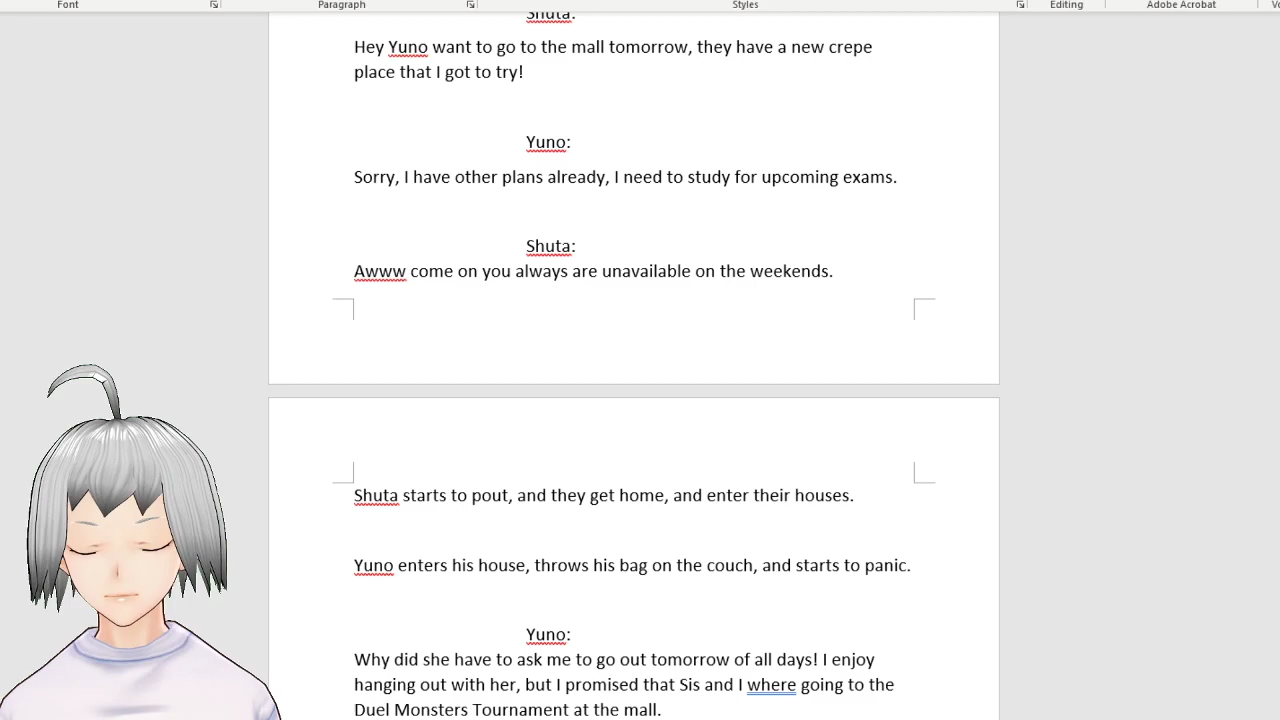 Font Paragraph Styles Editing Adobe Acrobat
Shuta:
Hey Yuno want to go to the mall tomorrow, they have a new crepe
place that I got to try!
Yuno:
Sorry, I have other plans already, I need to study for upcoming exams.
Shuta:
Awww come on you always are unavailable on the weekends.
Shuta starts to pout, and they get home, and enter their houses.
Yuno enters his house, throws his bag on the couch, and starts to panic.
Yuno:
Why did she have to ask me to go out tomorrow of all days! I enjoy
hanging out with her, but I promised that Sis and I where going to the
Duel Monsters Tournament at the mall.